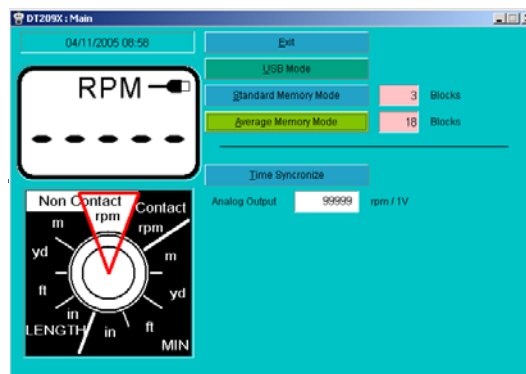 DT209X : Main
04/11/2005 08:58
Exit
USB Mode
Standard Memory Mode 3 Blocks
Average Memory Mode 18 Blocks
RPM
- - - - -
Time Syncronize
Analog Output 99999 rpm / 1V
Non Contact rpm Contact rpm
m m
yd yd
ft ft
in in
LENGTH MIN